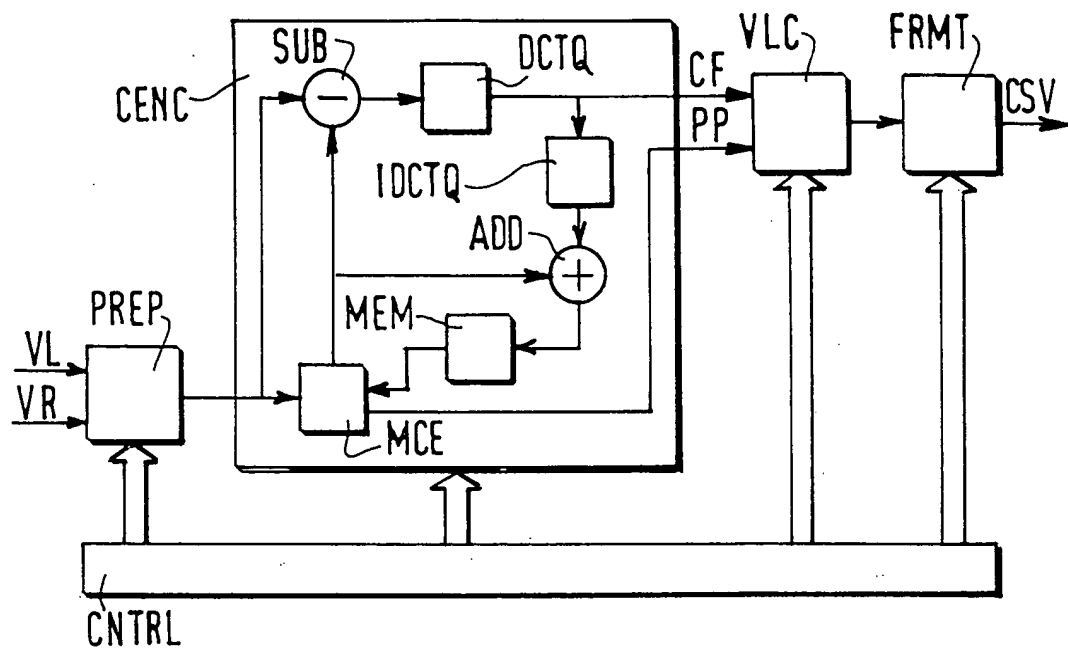 SUB
DCTQ
VLC
FRMT
CENC
CF
CSV
PP
IDCTQ
ADD
PREP
MEM
VL
VR
MCE
CNTRL